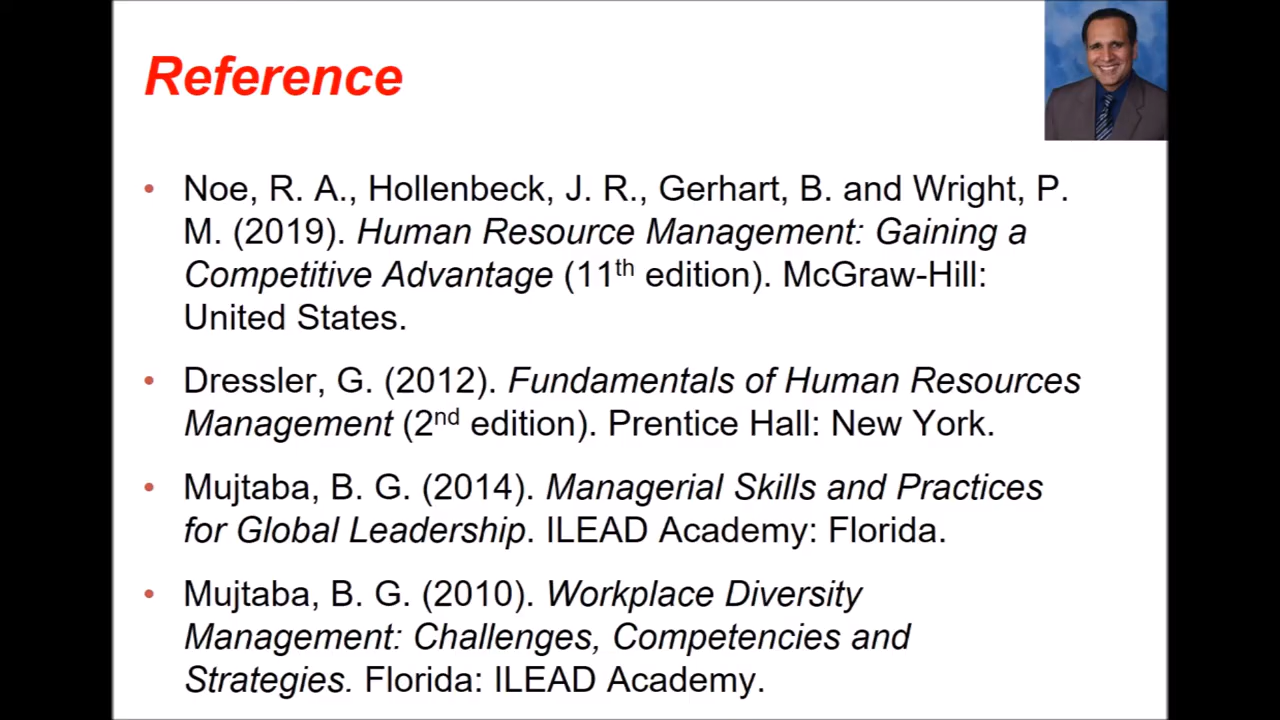 Reference
• Noe, R. A., Hollenbeck, J. R., Gerhart, B. and Wright, P.
M. (2019). Human Resource Management: Gaining a
Competitive Advantage (11th edition). McGraw-Hill:
United States.
• Dressler, G. (2012). Fundamentals of Human Resources
Management (2nd edition). Prentice Hall: New York.
• Mujtaba, B. G. (2014). Managerial Skills and Practices
for Global Leadership. ILEAD Academy: Florida.
• Mujtaba, B. G. (2010). Workplace Diversity
Management: Challenges, Competencies and
Strategies. Florida: ILEAD Academy.